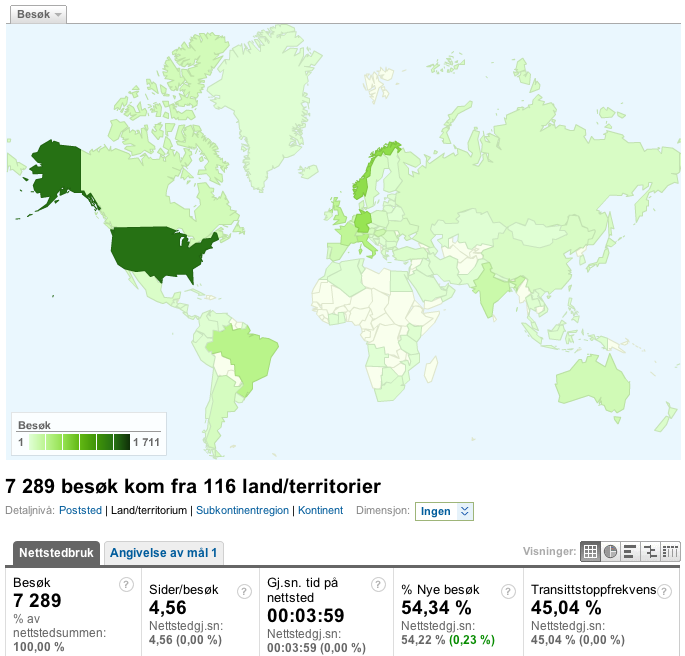 Besøk
Besøk
1 1 711
7 289 besøk kom fra 116 land/territorier
Detaljnivå: Poststed | Land/territorium | Subkontinentregion | Kontinent Dimensjon: Ingen
Nettstedbruk Angivelse av mål 1 Visninger:
Besøk ?
7 289
% av
nettstedsummen:
100,00 %
Sider/besøk ?
4,56
Nettstedgj.sn:
4,56 (0,00 %)
Gj.sn. tid på ?
nettsted
00:03:59
Nettstedgj.sn:
00:03:59 (0,00 %)
% Nye besøk ?
54,34 %
Nettstedgj.sn:
54,22 % (0,23 %)
Transittstoppfrekvens ?
45,04 %
Nettstedgj.sn:
45,04 % (0,00 %)